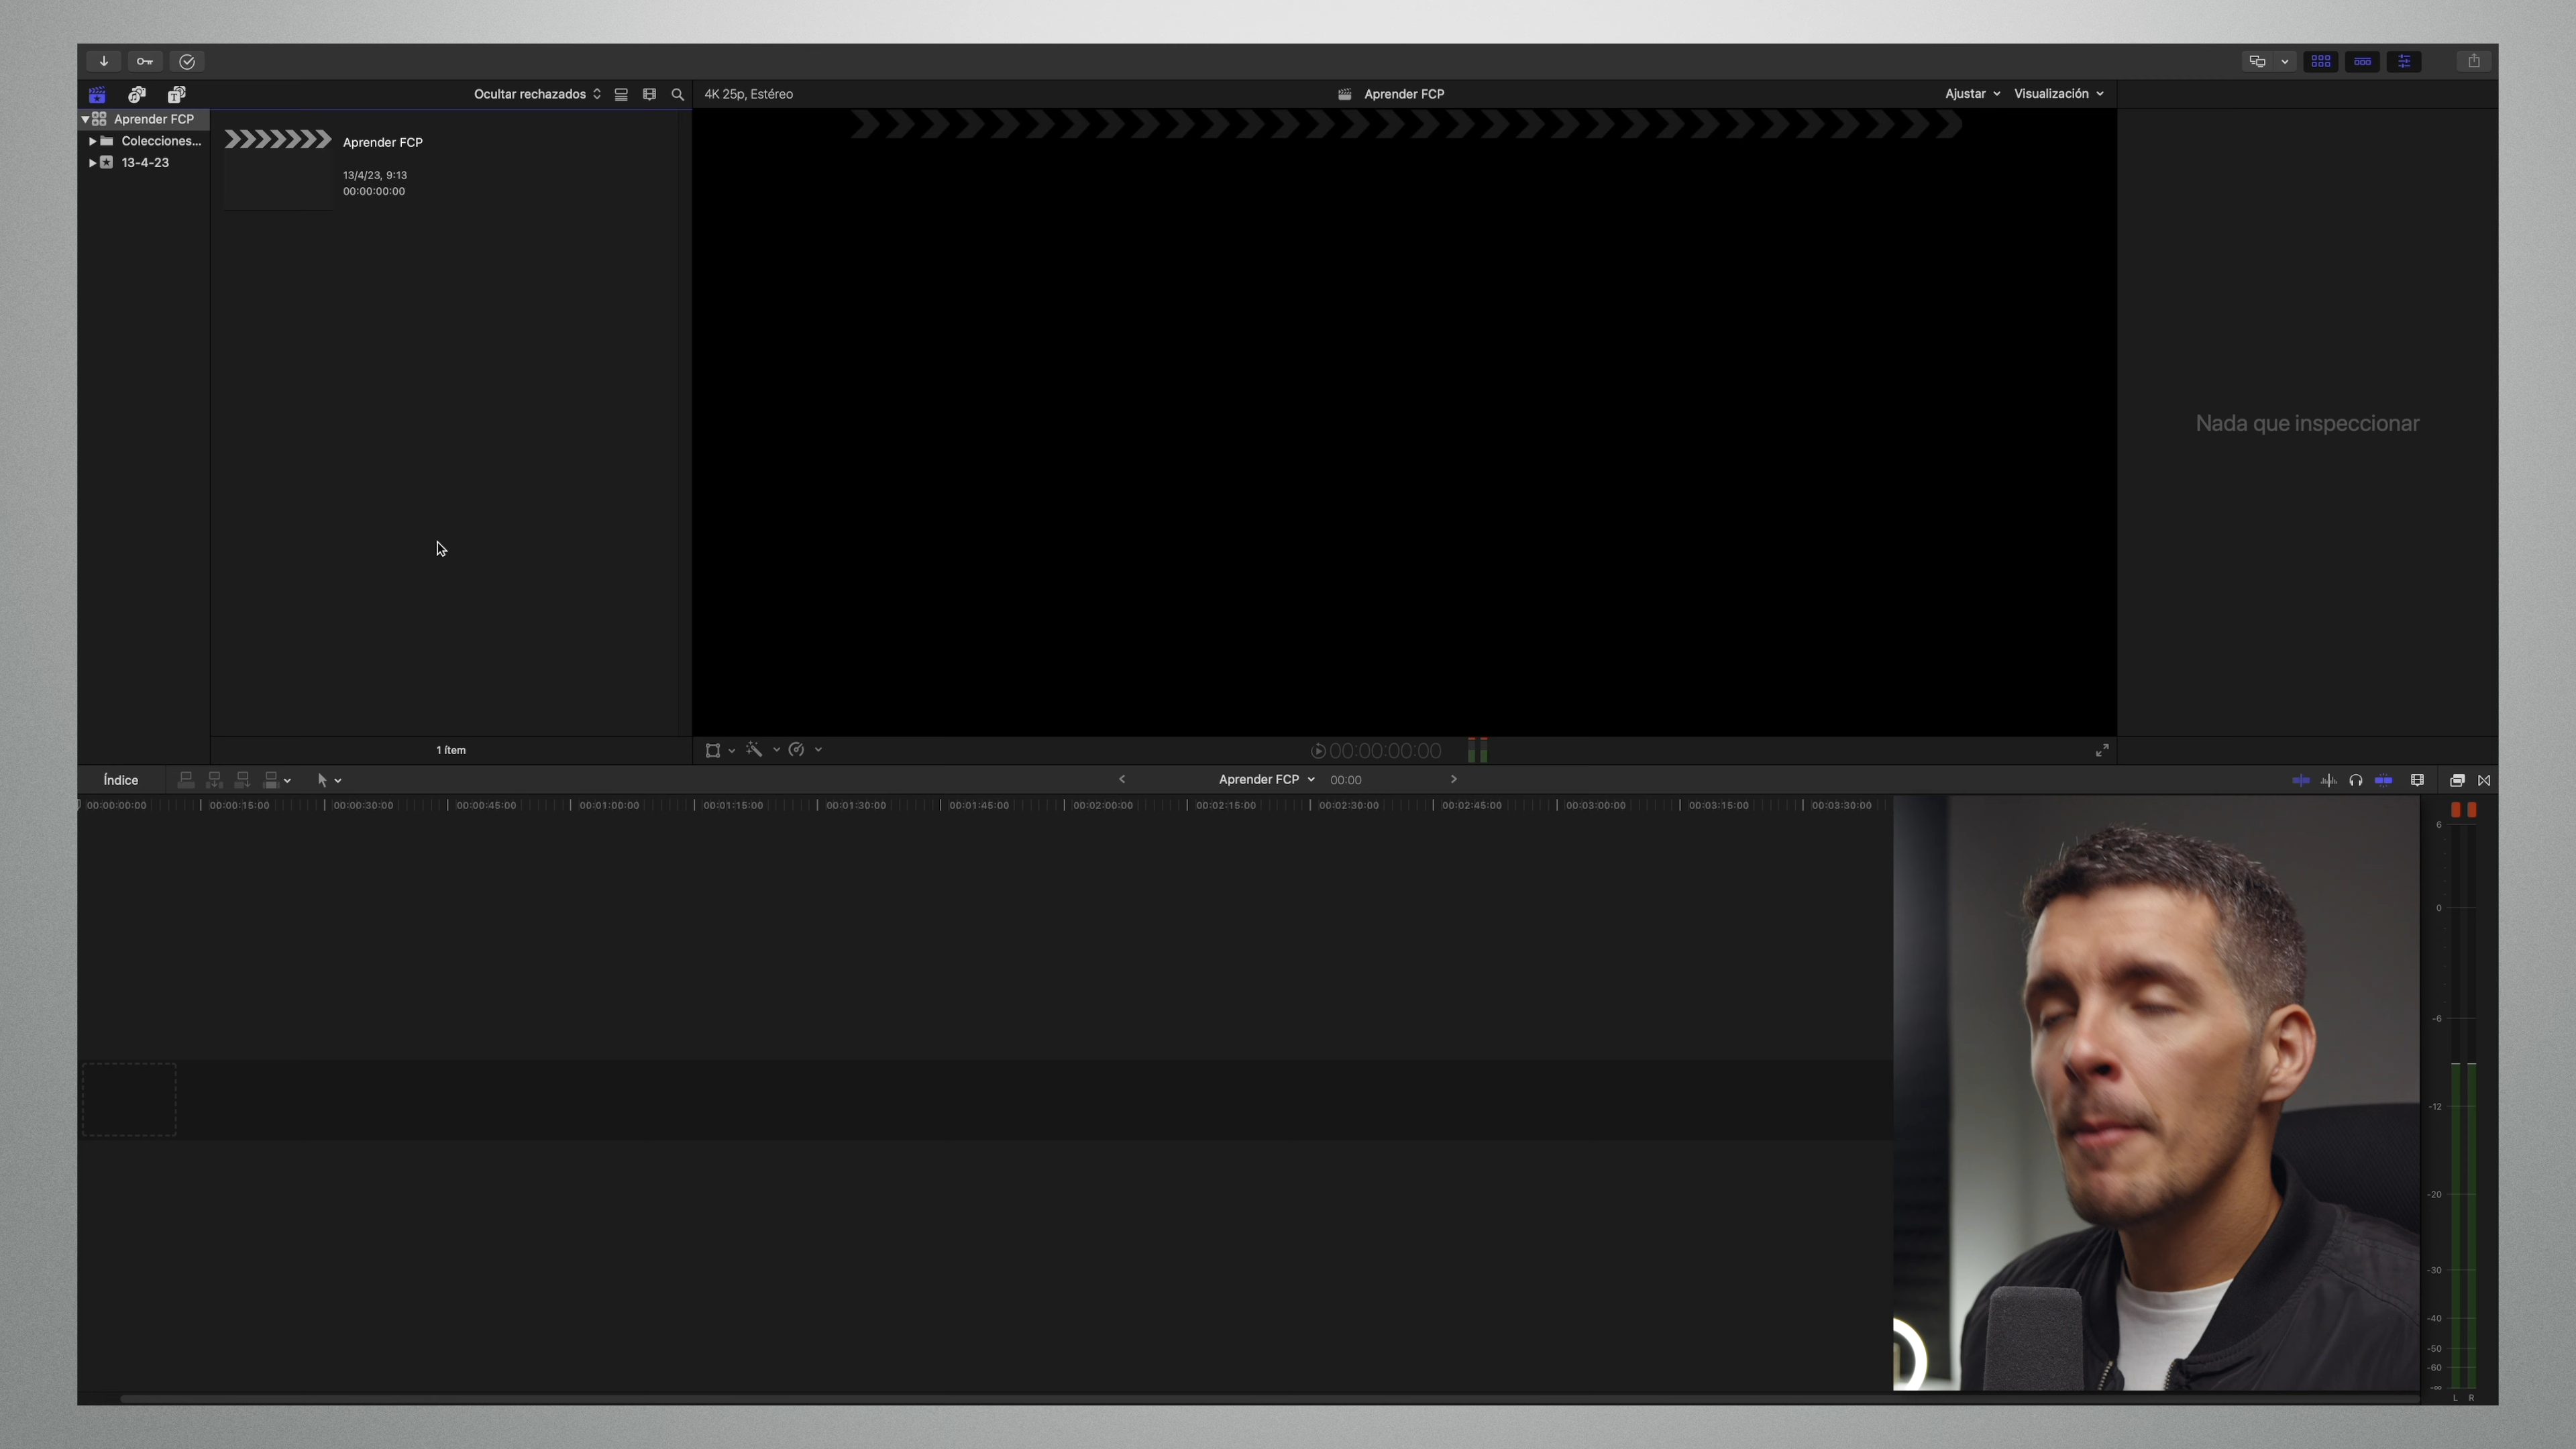 Ocultar rechazados
4K 25p, Estéreo
Aprender FCP
Ajustar
Visualización
Aprender FCP
Colecciones...
13-4-23
Aprender FCP
13/4/23, 9:13
00:00:00:00
Nada que inspeccionar
1 ítem
00:00:00:00
Índice
Aprender FCP
00:00
00:00:00:00
00:00:15:00
00:00:30:00
00:00:45:00
00:01:00:00
00:01:15:00
00:01:30:00
00:01:45:00
00:02:00:00
00:02:15:00
00:02:30:00
00:02:45:00
00:03:00:00
00:03:15:00
00:03:30:00
6
0
-6
-12
-20
-30
-40
-50
-60
-∞
L R